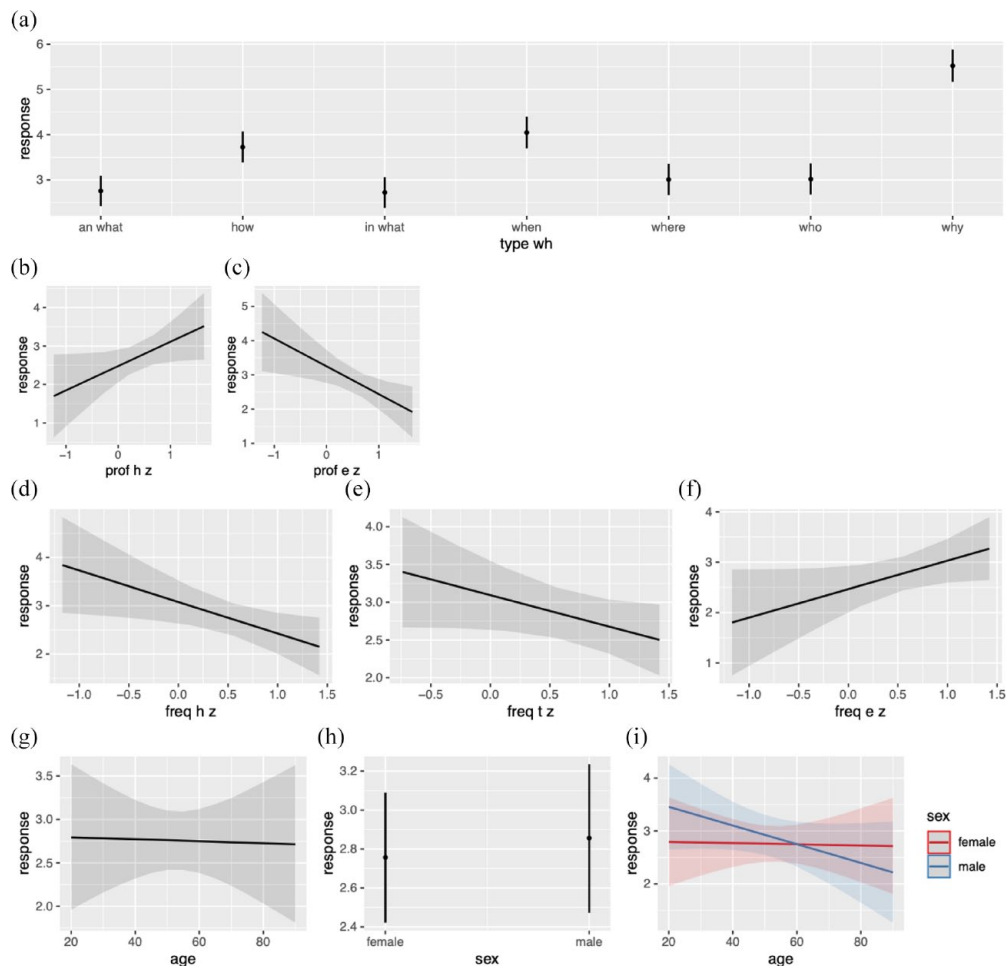 (a)
6
5
4
3
response
an what how in what when where who why
type wh
(b) (c)
4
3
2
1
response
−1 0 1
prof h z
5
4
3
2
1
response
−1 0 1
prof e z
(d) (e) (f)
4
3
2
response
−1.0 −0.5 0.0 0.5 1.0 1.5
freq h z
4.0
3.5
3.0
2.5
2.0
response
−0.5 0.0 0.5 1.0 1.5
freq t z
4
3
2
1
response
−1.0 −0.5 0.0 0.5 1.0 1.5
freq e z
(g) (h) (i)
3.5
3.0
2.5
2.0
response
20 40 60 80
age
3.2
3.0
2.8
2.6
2.4
response
female male
sex
4
3
2
response
20 40 60 80
age
sex
female
male